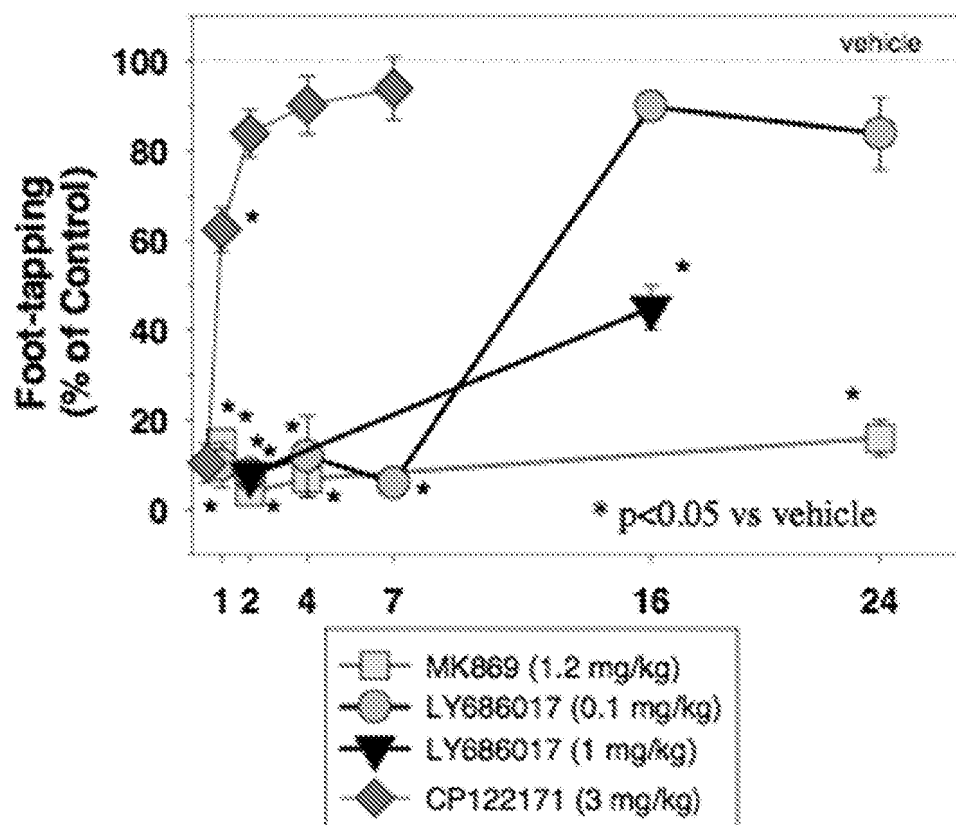 vehicle
100
80
60
40
20
0
Foot-tapping
(% of Control)
* * * * * * * * * * * *
* p<0.05 vs vehicle
1 2 4 7 16 24
MK869 (1.2 mg/kg)
LY686017 (0.1 mg/kg)
LY686017 (1 mg/kg)
CP122171 (3 mg/kg)